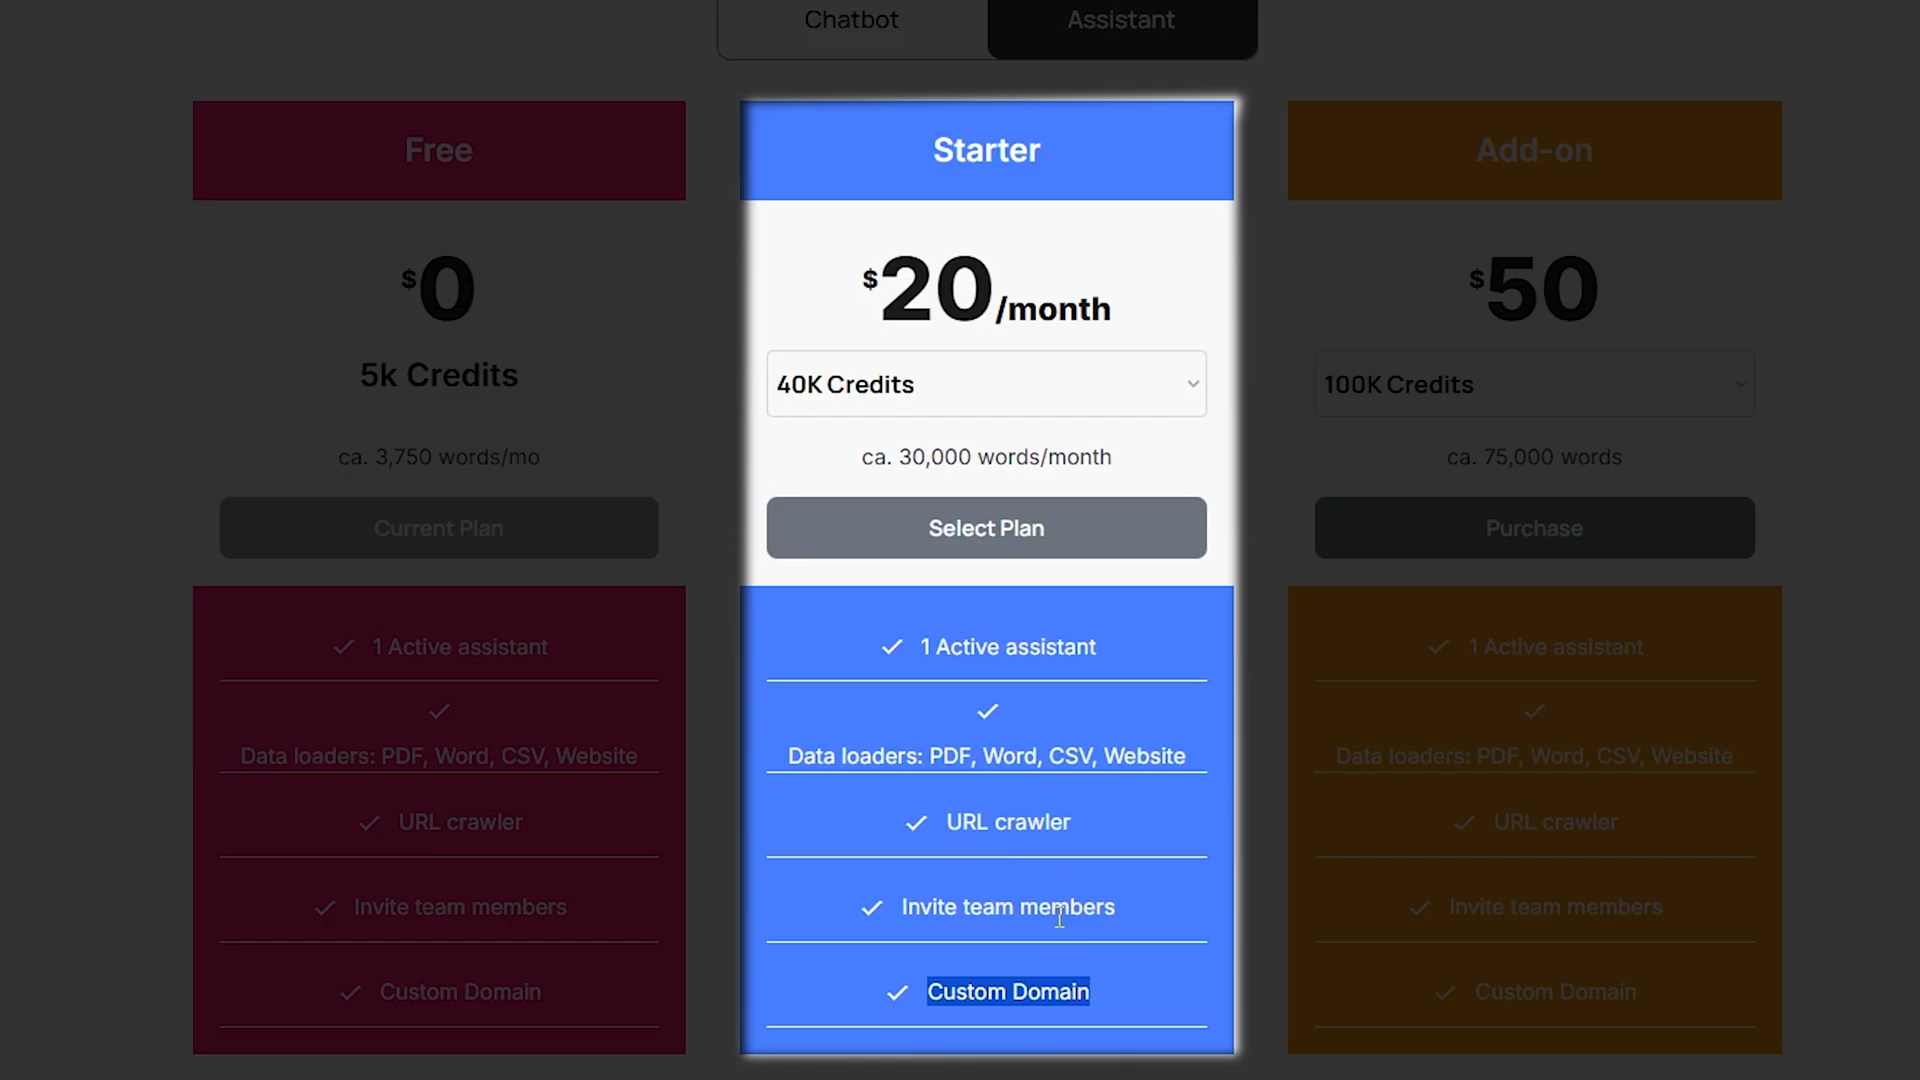 Chatbot
Assistant
Free
$0
5k Credits
ca. 3,750 words/mo
Current Plan
1 Active assistant
Data loaders: PDF, Word, CSV, Website
URL crawler
Invite team members
Custom Domain
Starter
$20/month
40K Credits
ca. 30,000 words/month
Select Plan
1 Active assistant
Data loaders: PDF, Word, CSV, Website
URL crawler
Invite team members
Custom Domain
Add-on
$50
100K Credits
ca. 75,000 words
Purchase
1 Active assistant
Data loaders: PDF, Word, CSV, Website
URL crawler
Invite team members
Custom Domain